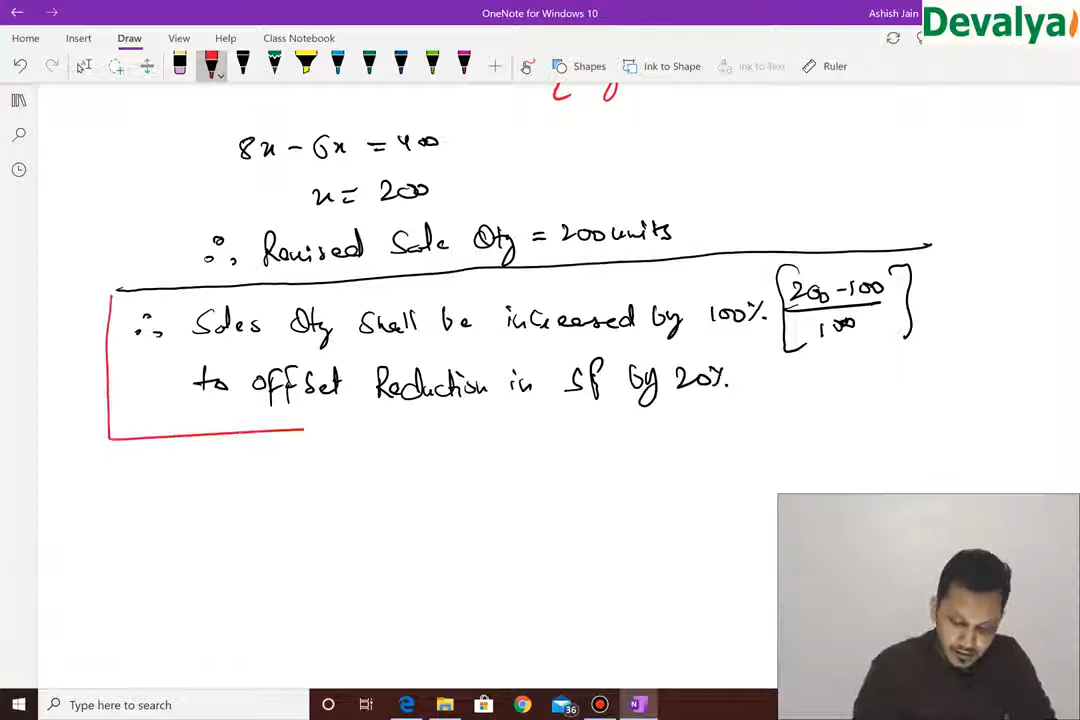 OneNote for Windows 10
Ashish Jain
Devalya
Home Insert Draw View Help Class Notebook
Shapes Ink to Shape Ink to Text Ruler
8x - 6x = 400
x = 200
∴ Revised Sale Qty = 200 units
∴ Sales Qty shall be increased by 100% [200 - 100
100]
to offset Reduction in SP by 20%.
Type here to search
36